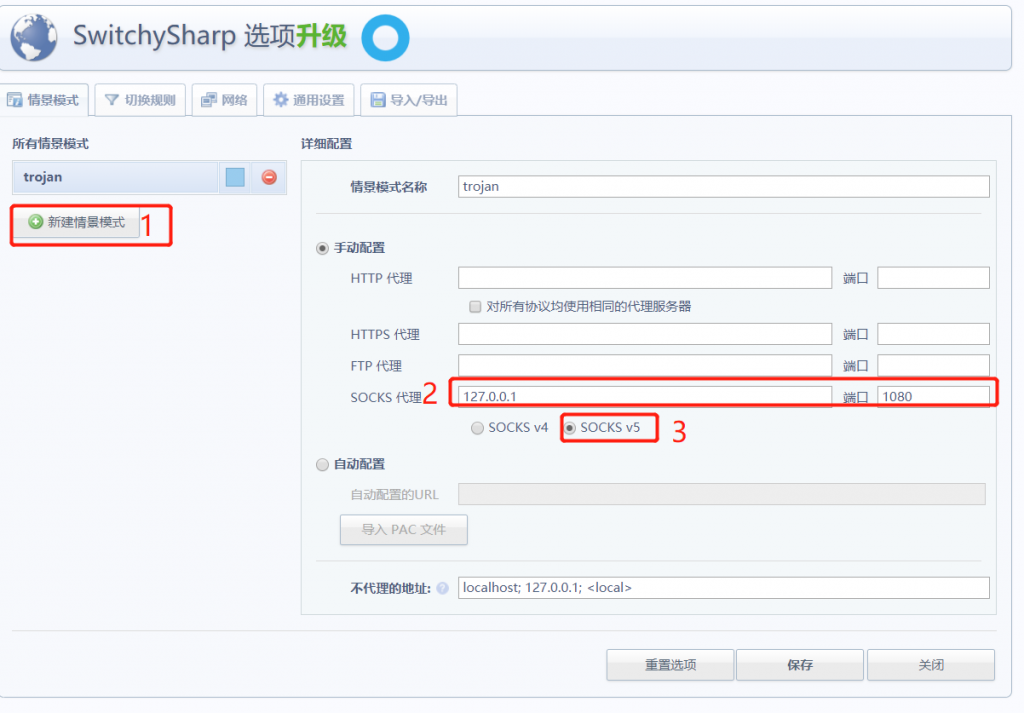 SwitchySharp 选项升级
情景模式 切换规则 网络 通用设置 导入/导出
所有情景模式
trojan
新建情景模式 1
详细配置
情景模式名称 trojan
手动配置
HTTP 代理 端口
对所有协议均使用相同的代理服务器
HTTPS 代理 端口
FTP 代理 端口
SOCKS 代理 2 127.0.0.1 端口 1080
SOCKS v4 SOCKS v5 3
自动配置
自动配置的URL
导入 PAC 文件
不代理的地址: ? localhost; 127.0.0.1; <local>
重置选项 保存 关闭